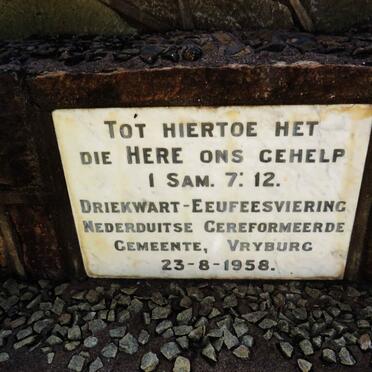 TOT HIERTOE HET
DIE HERE ONS GEHELP
1 SAM. 7:12.
DRIEKWART-EEUFEESVIERING
NEDERDUITSE GEREFORMEERDE
GEMEENTE, VRYBURG
23-8-1958.